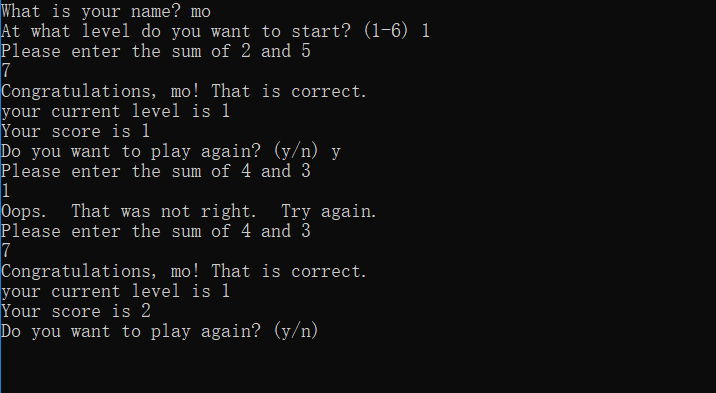 What is your name? mo
At what level do you want to start? (1-6) 1
Please enter the sum of 2 and 5
7
Congratulations, mo! That is correct.
your current level is 1
Your score is 1
Do you want to play again? (y/n) y
Please enter the sum of 4 and 3
1
Oops.  That was not right.  Try again.
Please enter the sum of 4 and 3
7
Congratulations, mo! That is correct.
your current level is 1
Your score is 2
Do you want to play again? (y/n)